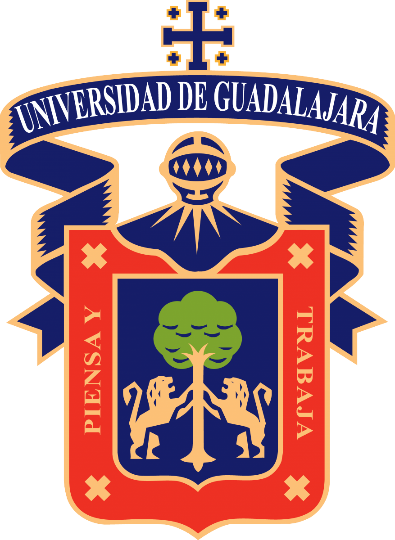 UNIVERSIDAD DE GUADALAJARA
PIENSA Y
TRABAJA